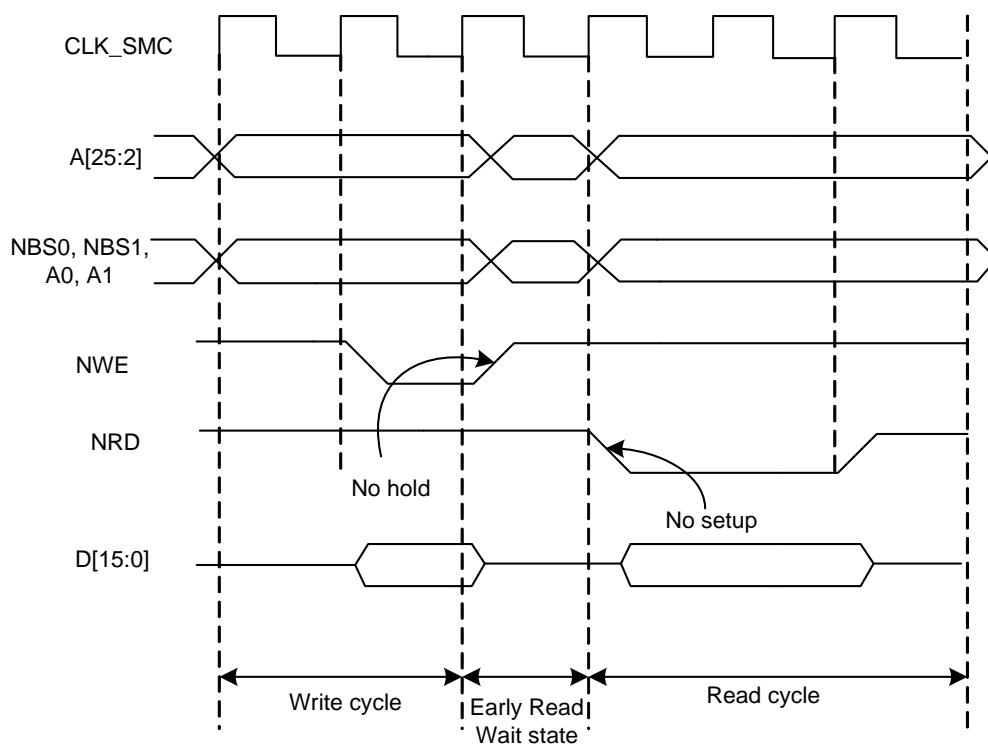 CLK_SMC
A[25:2]
NBS0, NBS1,
A0, A1
NWE
NRD
No hold
No setup
D[15:0]
Write cycle
Early Read
Wait state
Read cycle